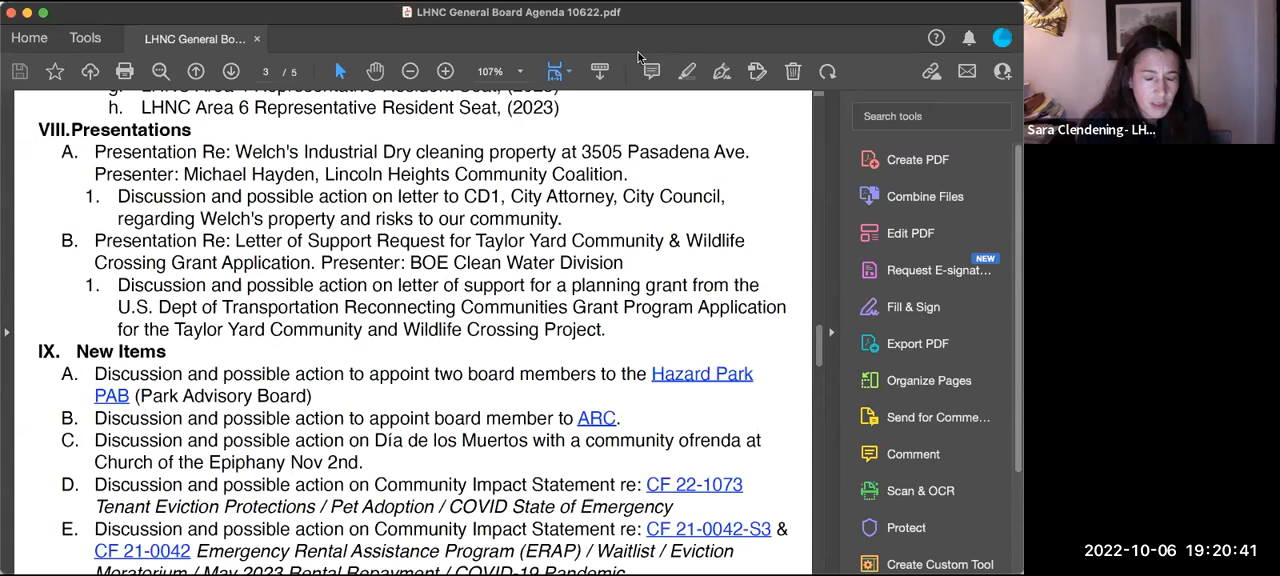 LHNC General Board Agenda 10622.pdf
Home Tools LHNC General Bo... ×
3 / 5 107%
h. LHNC Area 6 Representative Resident Seat, (2023)
VIII.Presentations
A. Presentation Re: Welch's Industrial Dry cleaning property at 3505 Pasadena Ave.
Presenter: Michael Hayden, Lincoln Heights Community Coalition.
1. Discussion and possible action on letter to CD1, City Attorney, City Council,
regarding Welch's property and risks to our community.
B. Presentation Re: Letter of Support Request for Taylor Yard Community & Wildlife
Crossing Grant Application. Presenter: BOE Clean Water Division
1. Discussion and possible action on letter of support for a planning grant from the
U.S. Dept of Transportation Reconnecting Communities Grant Program Application
for the Taylor Yard Community and Wildlife Crossing Project.
IX. New Items
A. Discussion and possible action to appoint two board members to the Hazard Park
PAB (Park Advisory Board)
B. Discussion and possible action to appoint board member to ARC.
C. Discussion and possible action on Día de los Muertos with a community ofrenda at
Church of the Epiphany Nov 2nd.
D. Discussion and possible action on Community Impact Statement re: CF 22-1073
Tenant Eviction Protections / Pet Adoption / COVID State of Emergency
E. Discussion and possible action on Community Impact Statement re: CF 21-0042-S3 &
CF 21-0042 Emergency Rental Assistance Program (ERAP) / Waitlist / Eviction
Moratorium / May 2023 Rental Repayment / COVID-19 Pandemic
Search tools
Create PDF
Combine Files
Edit PDF
NEW
Request E-signat...
Fill & Sign
Export PDF
Organize Pages
Send for Comme...
Comment
Scan & OCR
Protect
Create Custom Tool
Sara Clendening- LH...
2022-10-06 19:20:41